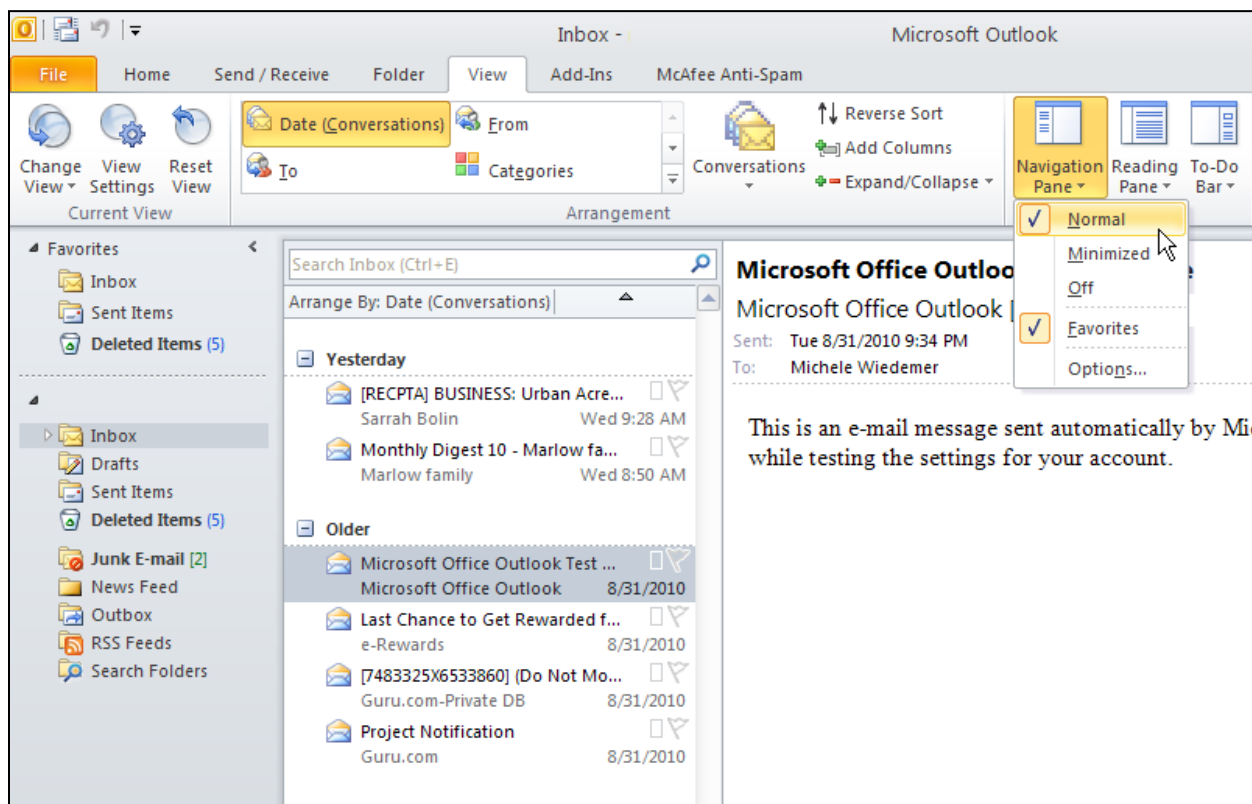 Inbox - Microsoft Outlook
File Home Send / Receive Folder View Add-Ins McAfee Anti-Spam
Change View
View Settings
Reset View
Current View
Date (Conversations)
From
To
Categories
Conversations
Reverse Sort
Add Columns
Expand/Collapse
Arrangement
Navigation Pane
Reading Pane
To-Do Bar
Normal
Minimized
Off
Favorites
Options...
Favorites
Inbox
Sent Items
Deleted Items (5)
Inbox
Drafts
Sent Items
Deleted Items (5)
Junk E-mail [2]
News Feed
Outbox
RSS Feeds
Search Folders
Search Inbox (Ctrl+E)
Arrange By: Date (Conversations)
Yesterday
[RECPTA] BUSINESS: Urban Acre...
Sarrah Bolin Wed 9:28 AM
Monthly Digest 10 - Marlow fa...
Marlow family Wed 8:50 AM
Older
Microsoft Office Outlook Test ...
Microsoft Office Outlook 8/31/2010
Last Chance to Get Rewarded f...
e-Rewards 8/31/2010
[7483325X6533860] (Do Not Mo...
Guru.com-Private DB 8/31/2010
Project Notification
Guru.com 8/31/2010
Microsoft Office
Microsoft Office Outlook [
Sent: Tue 8/31/2010 9:34 PM
To: Michele Wiedemer
This is an e-mail message sent automatically by
while testing the settings for your account.